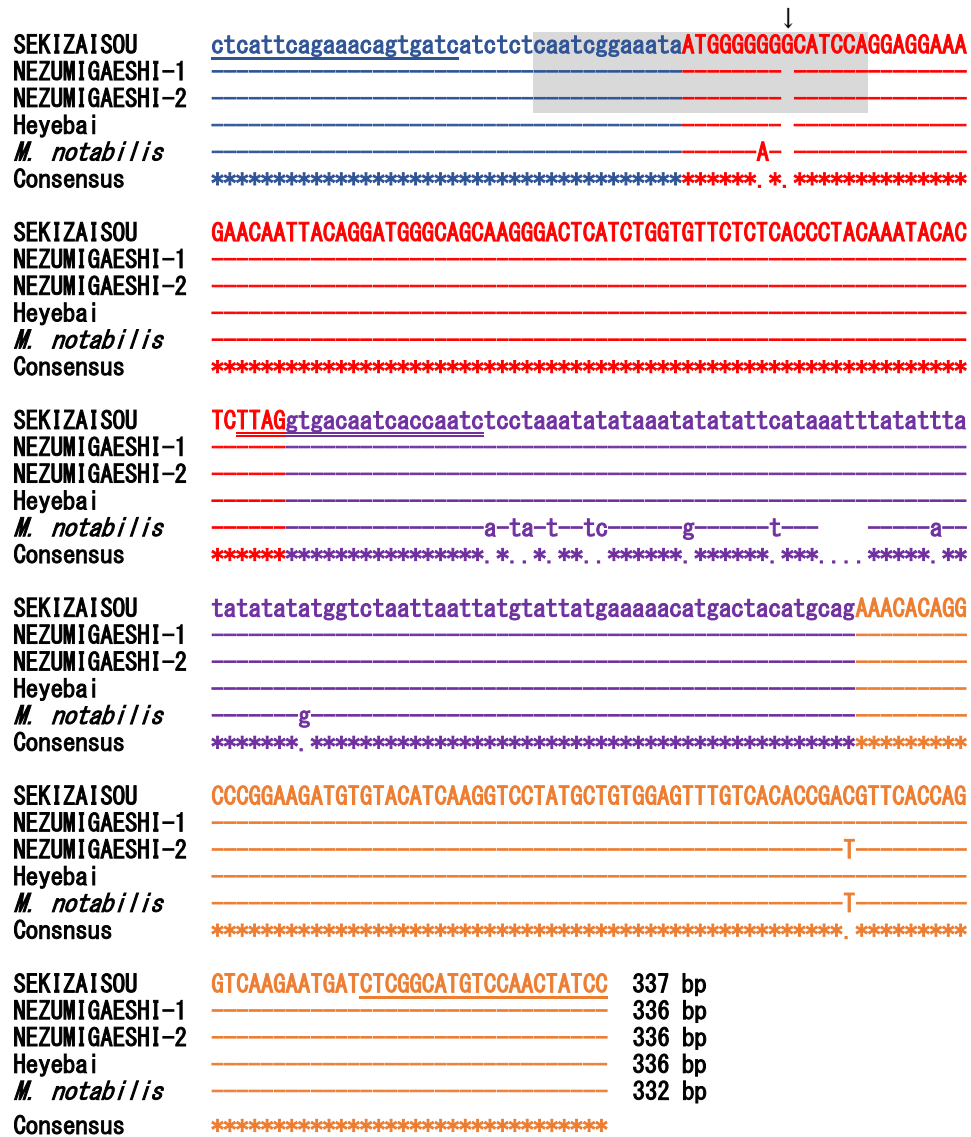 ↓
SEKIZAISOU ctcattcagaaacagtgatcatctctcaatcggaaataATGGGGGGGCATCCAGGAGGAAA
NEZUMIGAESHI-1 ---------------------------------------------- --------------
NEZUMIGAESHI-2 ---------------------------------------------- --------------
Heyebai ---------------------------------------------- --------------
M. notabilis --------------------------------------------A- --------------
Consensus ********************************************.*.**************
SEKIZAISOU GAACAATTACAGGATGGGCAGCAAGGGACTCATCTGGTGTTCTCTCACCCTACAAATACAC
NEZUMIGAESHI-1 -------------------------------------------------------------
NEZUMIGAESHI-2 -------------------------------------------------------------
Heyebai -------------------------------------------------------------
M. notabilis -------------------------------------------------------------
Consensus *************************************************************
SEKIZAISOU TCTTAGgtgacaatcaccaatctcctaaatatataaatatatattcataaatttatattta
NEZUMIGAESHI-1 -------------------------------------------------------------
NEZUMIGAESHI-2 -------------------------------------------------------------
Heyebai -------------------------------------------------------------
M. notabilis ----------------------a-ta-t--tc------g------t---    -----a--
Consensus **********************.*..*.**..******.******.***....*****.**
SEKIZAISOU tatatatatggtctaattaattatgtattatgaaaaacatgactacatgcagAAACACAGG
NEZUMIGAESHI-1 -------------------------------------------------------------
NEZUMIGAESHI-2 -------------------------------------------------------------
Heyebai -------------------------------------------------------------
M. notabilis -------g-----------------------------------------------------
Consensus *******.*****************************************************
SEKIZAISOU CCCGGAAGATGTGTACATCAAGGTCCTATGCTGTGGAGTTTGTCACACCGACGTTCACCAG
NEZUMIGAESHI-1 -------------------------------------------------------------
NEZUMIGAESHI-2 ---------------------------------------------------T---------
Heyebai -------------------------------------------------------------
M. notabilis ---------------------------------------------------T---------
Consnsus ***************************************************.*********
SEKIZAISOU GTCAAGAATGATCTCGGCATGTCCAACTATCC 337 bp
NEZUMIGAESHI-1 -------------------------------- 336 bp
NEZUMIGAESHI-2 -------------------------------- 336 bp
Heyebai -------------------------------- 336 bp
M. notabilis -------------------------------- 332 bp
Consensus ********************************